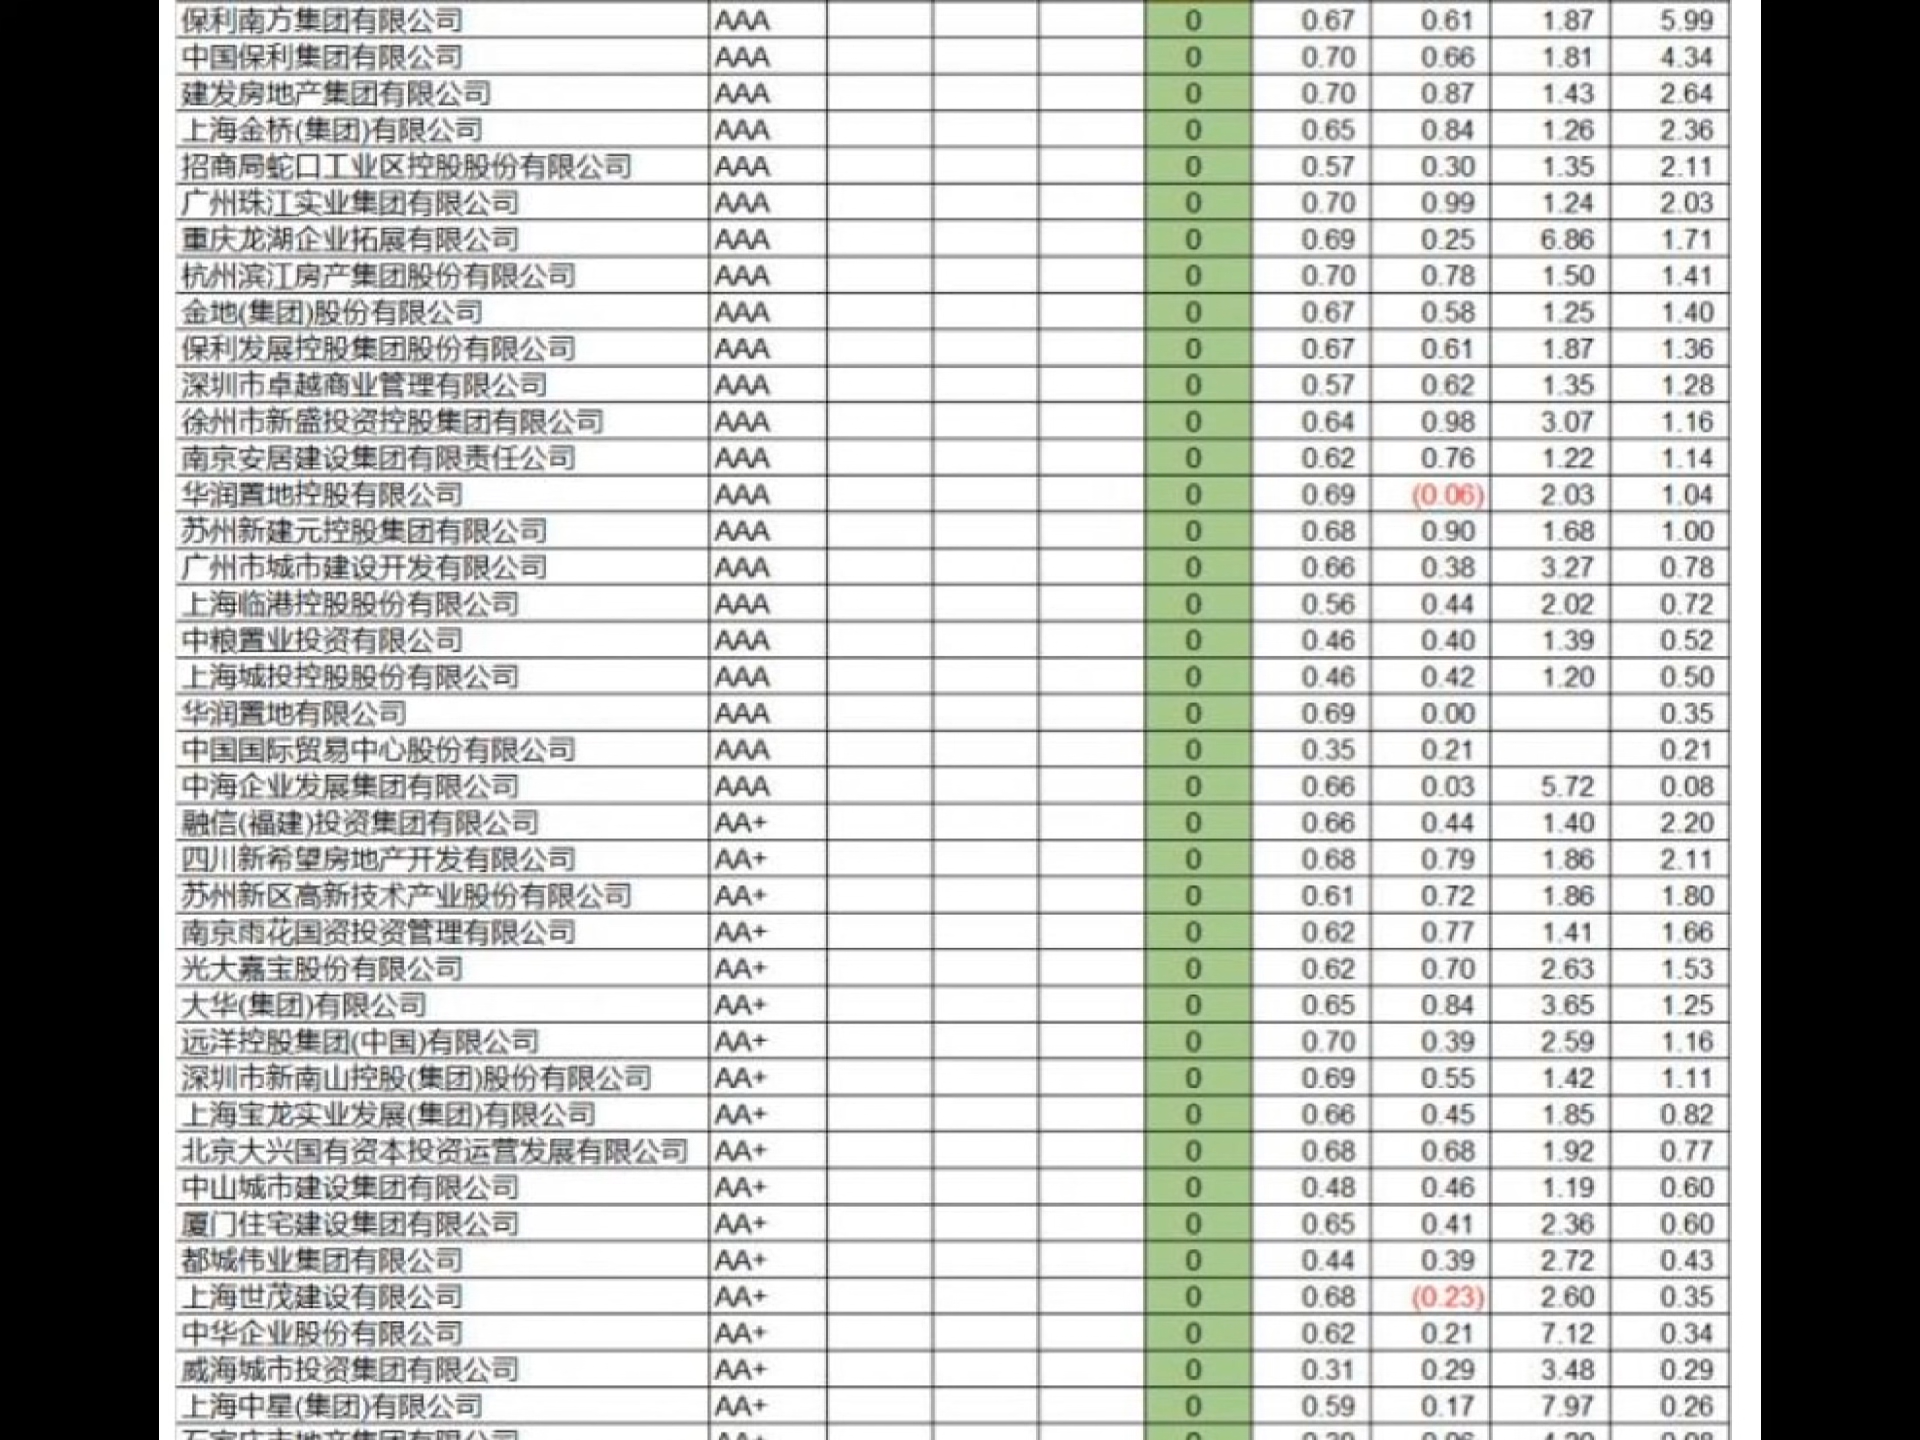 保利南方集团有限公司 AAA 0 0.67 0.61 1.87 5.99
中国保利集团有限公司 AAA 0 0.70 0.66 1.81 4.34
建发房地产集团有限公司 AAA 0 0.70 0.87 1.43 2.64
上海金桥(集团)有限公司 AAA 0 0.65 0.84 1.26 2.36
招商局蛇口工业区控股股份有限公司 AAA 0 0.57 0.30 1.35 2.11
广州珠江实业集团有限公司 AAA 0 0.70 0.99 1.24 2.03
重庆龙湖企业拓展有限公司 AAA 0 0.69 0.25 6.86 1.71
杭州滨江房产集团股份有限公司 AAA 0 0.70 0.78 1.50 1.41
金地(集团)股份有限公司 AAA 0 0.67 0.58 1.25 1.40
保利发展控股集团股份有限公司 AAA 0 0.67 0.61 1.87 1.36
深圳市卓越商业管理有限公司 AAA 0 0.57 0.62 1.35 1.28
徐州市新盛投资控股集团有限公司 AAA 0 0.64 0.98 3.07 1.16
南京安居建设集团有限责任公司 AAA 0 0.62 0.76 1.22 1.14
华润置地控股有限公司 AAA 0 0.69 (0.06) 2.03 1.04
苏州新建元控股集团有限公司 AAA 0 0.68 0.90 1.68 1.00
广州市城市建设开发有限公司 AAA 0 0.66 0.38 3.27 0.78
上海临港控股股份有限公司 AAA 0 0.56 0.44 2.02 0.72
中粮置业投资有限公司 AAA 0 0.46 0.40 1.39 0.52
上海城投控股股份有限公司 AAA 0 0.46 0.42 1.20 0.50
华润置地有限公司 AAA 0 0.69 0.00 0.35
中国国际贸易中心股份有限公司 AAA 0 0.35 0.21 0.21
中海企业发展集团有限公司 AAA 0 0.66 0.03 5.72 0.08
融信(福建)投资集团有限公司 AA+ 0 0.66 0.44 1.40 2.20
四川新希望房地产开发有限公司 AA+ 0 0.68 0.79 1.86 2.11
苏州新区高新技术产业股份有限公司 AA+ 0 0.61 0.72 1.86 1.80
南京雨花国资投资管理有限公司 AA+ 0 0.62 0.77 1.41 1.66
光大嘉宝股份有限公司 AA+ 0 0.62 0.70 2.63 1.53
大华(集团)有限公司 AA+ 0 0.65 0.84 3.65 1.25
远洋控股集团(中国)有限公司 AA+ 0 0.70 0.39 2.59 1.16
深圳市新南山控股(集团)股份有限公司 AA+ 0 0.69 0.55 1.42 1.11
上海宝龙实业发展(集团)有限公司 AA+ 0 0.66 0.45 1.85 0.82
北京大兴国有资本投资运营发展有限公司 AA+ 0 0.68 0.68 1.92 0.77
中山城市建设集团有限公司 AA+ 0 0.48 0.46 1.19 0.60
厦门住宅建设集团有限公司 AA+ 0 0.65 0.41 2.36 0.60
都城伟业集团有限公司 AA+ 0 0.44 0.39 2.72 0.43
上海世茂建设有限公司 AA+ 0 0.68 (0.23) 2.60 0.35
中华企业股份有限公司 AA+ 0 0.62 0.21 7.12 0.34
威海城市投资集团有限公司 AA+ 0 0.31 0.29 3.48 0.29
上海中星(集团)有限公司 AA+ 0 0.59 0.17 7.97 0.26